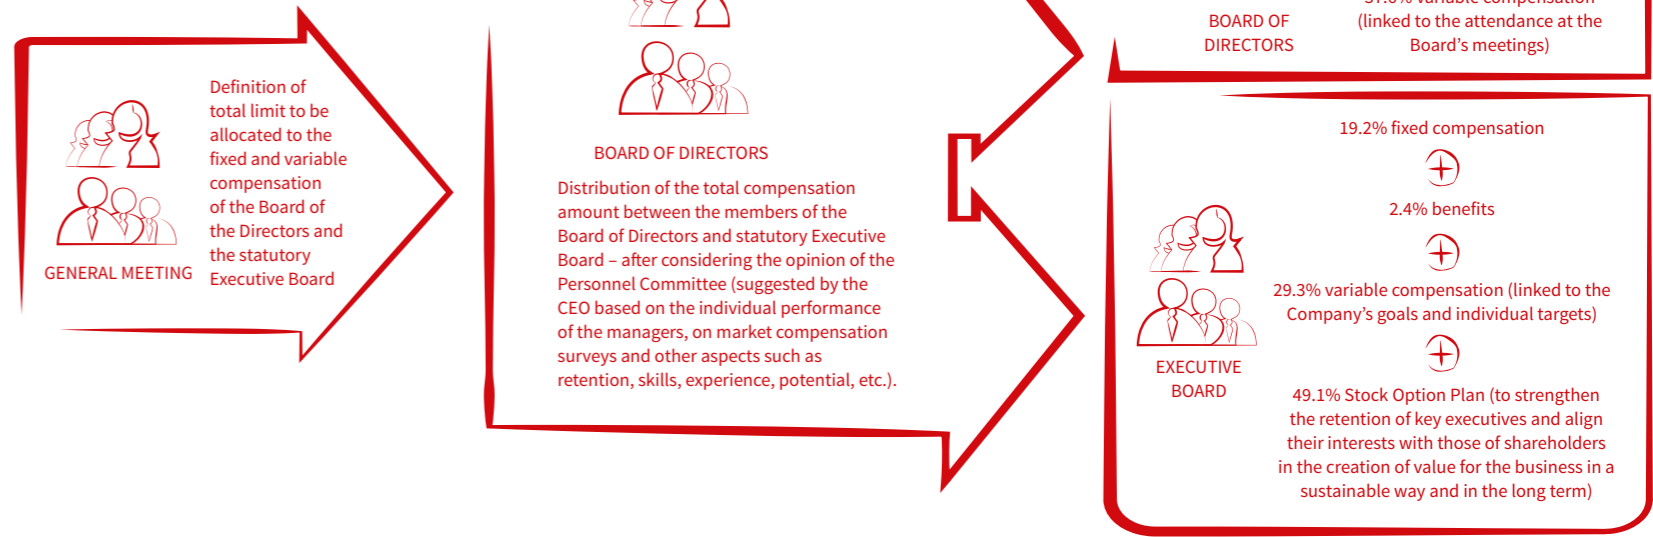 Definition of
total limit to be
allocated to the
fixed and variable
compensation
of the Board of
the Directors and
the statutory
Executive Board
GENERAL MEETING
BOARD OF DIRECTORS
Distribution of the total compensation
amount between the members of the
Board of Directors and statutory Executive
Board – after considering the opinion of the
Personnel Committee (suggested by the
CEO based on the individual performance
of the managers, on market compensation
surveys and other aspects such as
retention, skills, experience, potential, etc.).
BOARD OF
DIRECTORS
variable compensation
(linked to the attendance at the
Board's meetings)
EXECUTIVE
BOARD
19.2% fixed compensation
2.4% benefits
29.3% variable compensation (linked to the
Company's goals and individual targets)
49.1% Stock Option Plan (to strengthen
the retention of key executives and align
their interests with those of shareholders
in the creation of value for the business in a
sustainable way and in the long term)